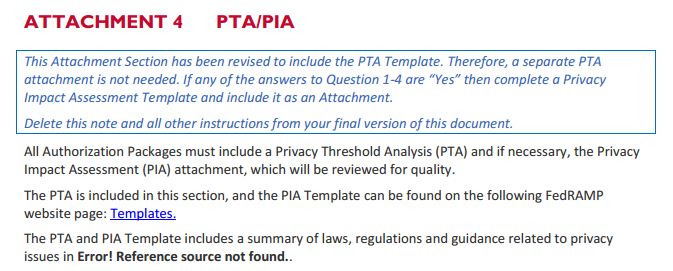 ATTACHMENT 4 PTA/PIA
This Attachment Section has been revised to include the PTA Template. Therefore, a separate PTA
attachment is not needed. If any of the answers to Question 1-4 are “Yes” then complete a Privacy
Impact Assessment Template and include it as an Attachment.
Delete this note and all other instructions from your final version of this document.
All Authorization Packages must include a Privacy Threshold Analysis (PTA) and if necessary, the Privacy
Impact Assessment (PIA) attachment, which will be reviewed for quality.
The PTA is included in this section, and the PIA Template can be found on the following FedRAMP
website page: Templates.
The PTA and PIA Template includes a summary of laws, regulations and guidance related to privacy
issues in Error! Reference source not found..